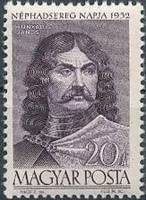 NÉPHADSEREG NAPJA 1952
HUNYADI
JÁNOS
20f
MAGYAR POSTA